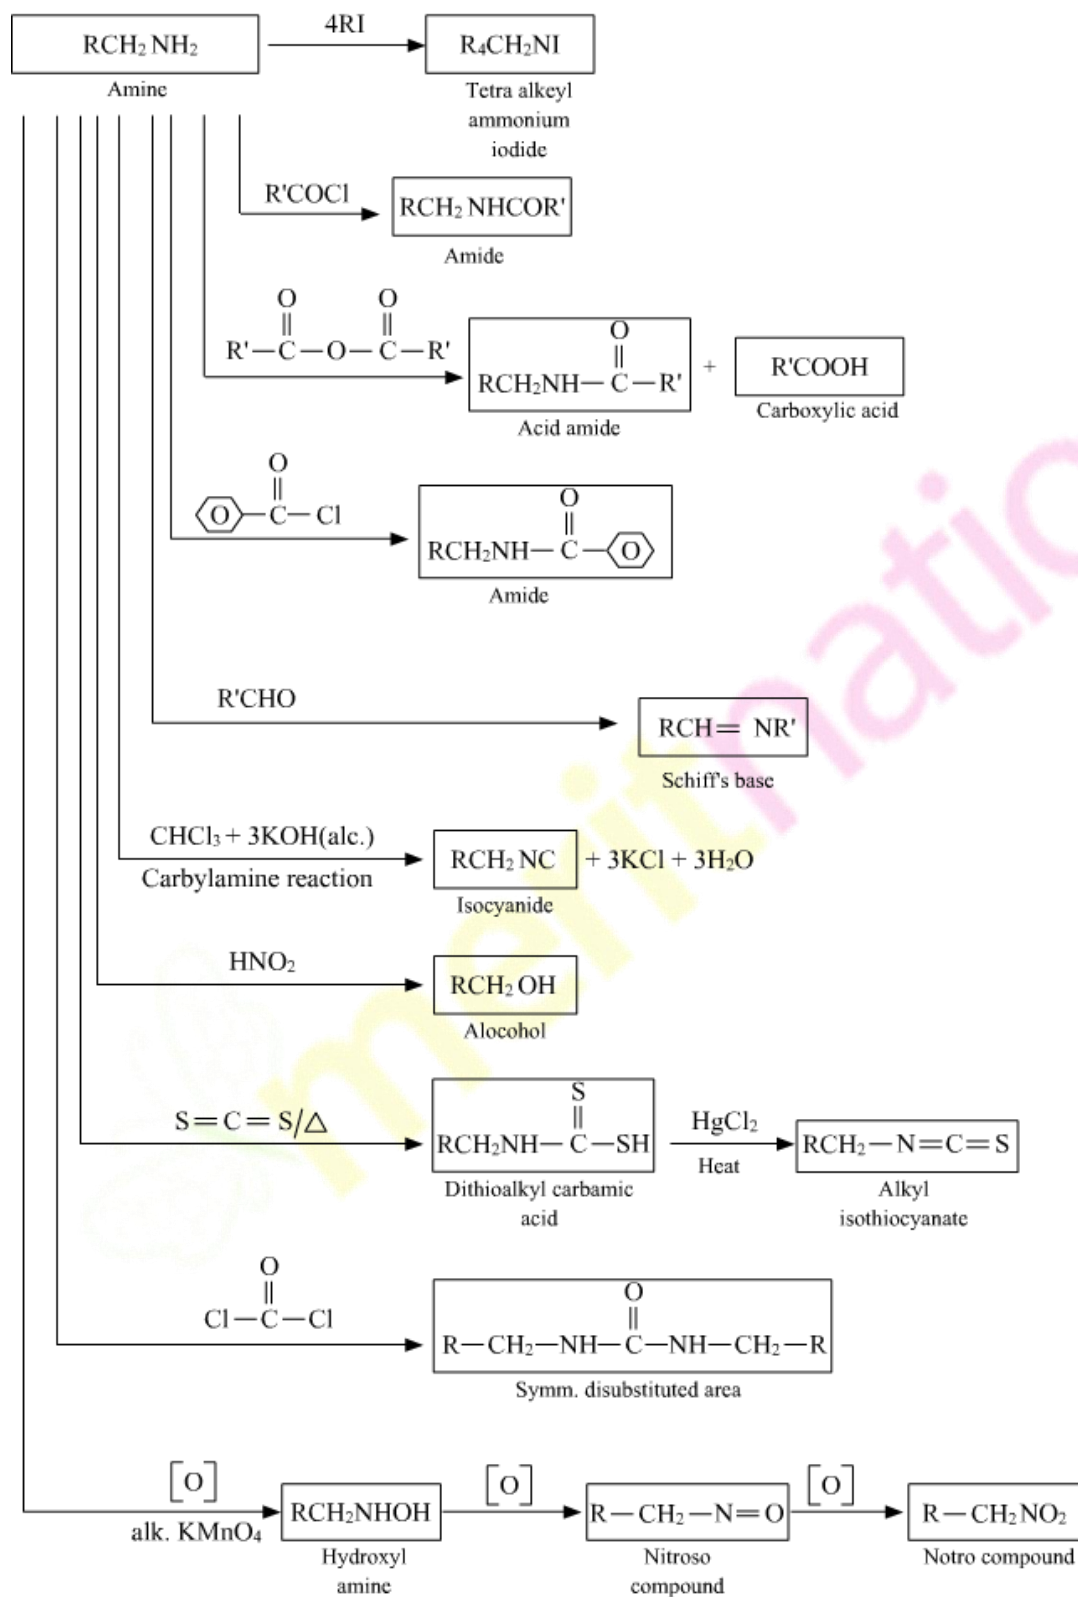 RCH₂ NH₂
4RI
R₄CH₂NI
Amine
Tetra alkeyl
ammonium
iodide
R'COCl
RCH₂ NHCOR'
Amide
O O
R'—C—O—C—R'
O
RCH₂NH—C—R'
+
R'COOH
Acid amide
Carboxylic acid
O
O—C—Cl
O
RCH₂NH—C—O
Amide
R'CHO
RCH= NR'
Schiff's base
CHCl₃ + 3KOH(alc.)
Carbylamine reaction
RCH₂ NC + 3KCl + 3H₂O
Isocyanide
HNO₂
RCH₂ OH
Alocohol
S=C=S/△
S
RCH₂NH—C—SH
HgCl₂
Heat
RCH₂—N=C=S
Dithioalkyl carbamic
acid
Alkyl
isothiocyanate
O
Cl—C—Cl
O
R—CH₂—NH—C—NH—CH₂—R
Symm. disubstituted area
[O]
alk. KMnO₄
RCH₂NHOH
[O]
R—CH₂—N=O
[O]
R—CH₂NO₂
Hydroxyl
amine
Nitroso
compound
Notro compound
meritnatio